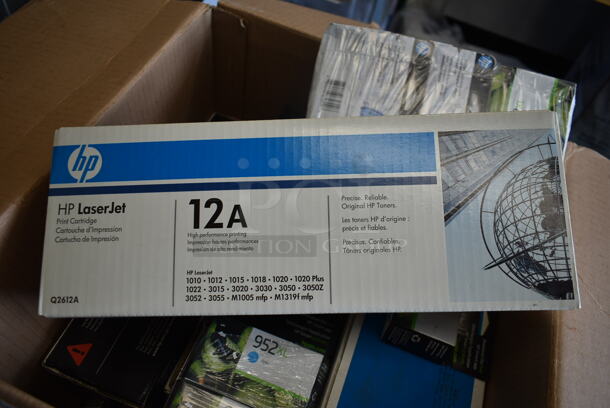 hp
HP LaserJet
Print Cartridge
Cartouche d'Impression
Cartucho de Impresión
Q2612A
12A
High performance printing
Impression hautes performances
Impresión de alto rendimiento
HP LaserJet
1010 • 1012 • 1015 • 1018 • 1020 • 1020 Plus
1022 • 3015 • 3020 • 3030 • 3050 • 3050Z
3052 • 3055 • M1005 mfp • M1319f mfp
Precise. Reliable.
Original HP Toners.
Les toners HP d'origine :
précis et fiables.
Precisos. Confiables.
Tóners originales HP.
952XL